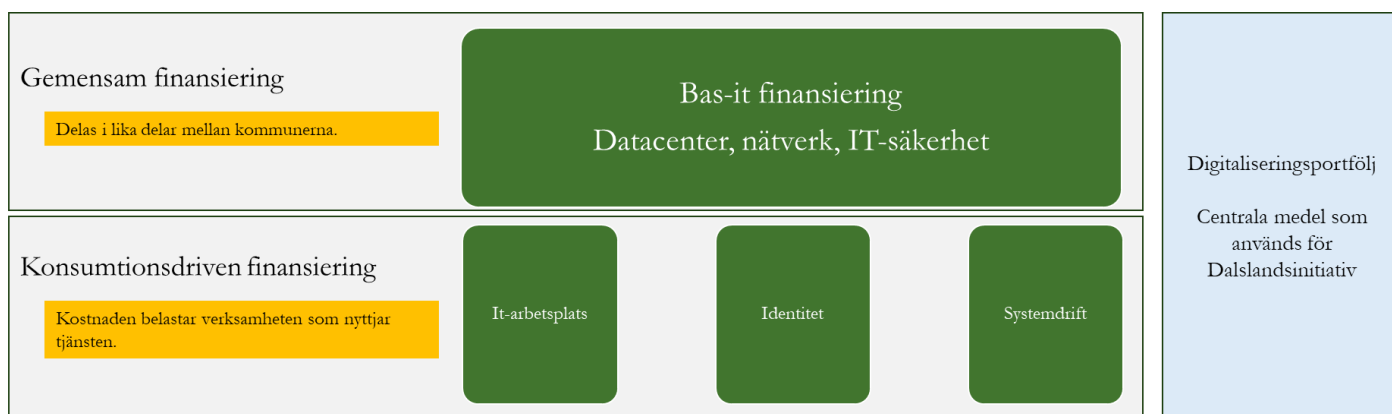 Gemensam finansiering
Delas i lika delar mellan kommunerna.
Bas-it finansiering
Datacenter, nätverk, IT-säkerhet
Konsumtionsdriven finansiering
Kostnaden belastar verksamheten som nyttjar
tjänsten.
It-arbetsplats
Identitet
Systemdrift
Digitaliseringsportfölj
Centrala medel som
används för
Dalslandsinitiativ